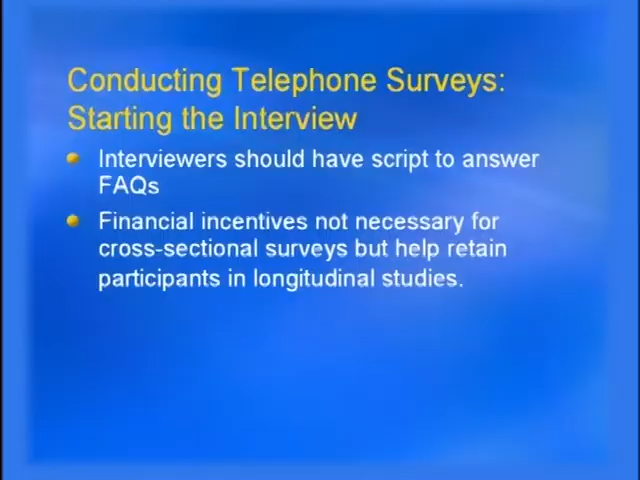 Conducting Telephone Surveys:
Starting the Interview
Interviewers should have script to answer
FAQs
Financial incentives not necessary for
cross-sectional surveys but help retain
participants in longitudinal studies.